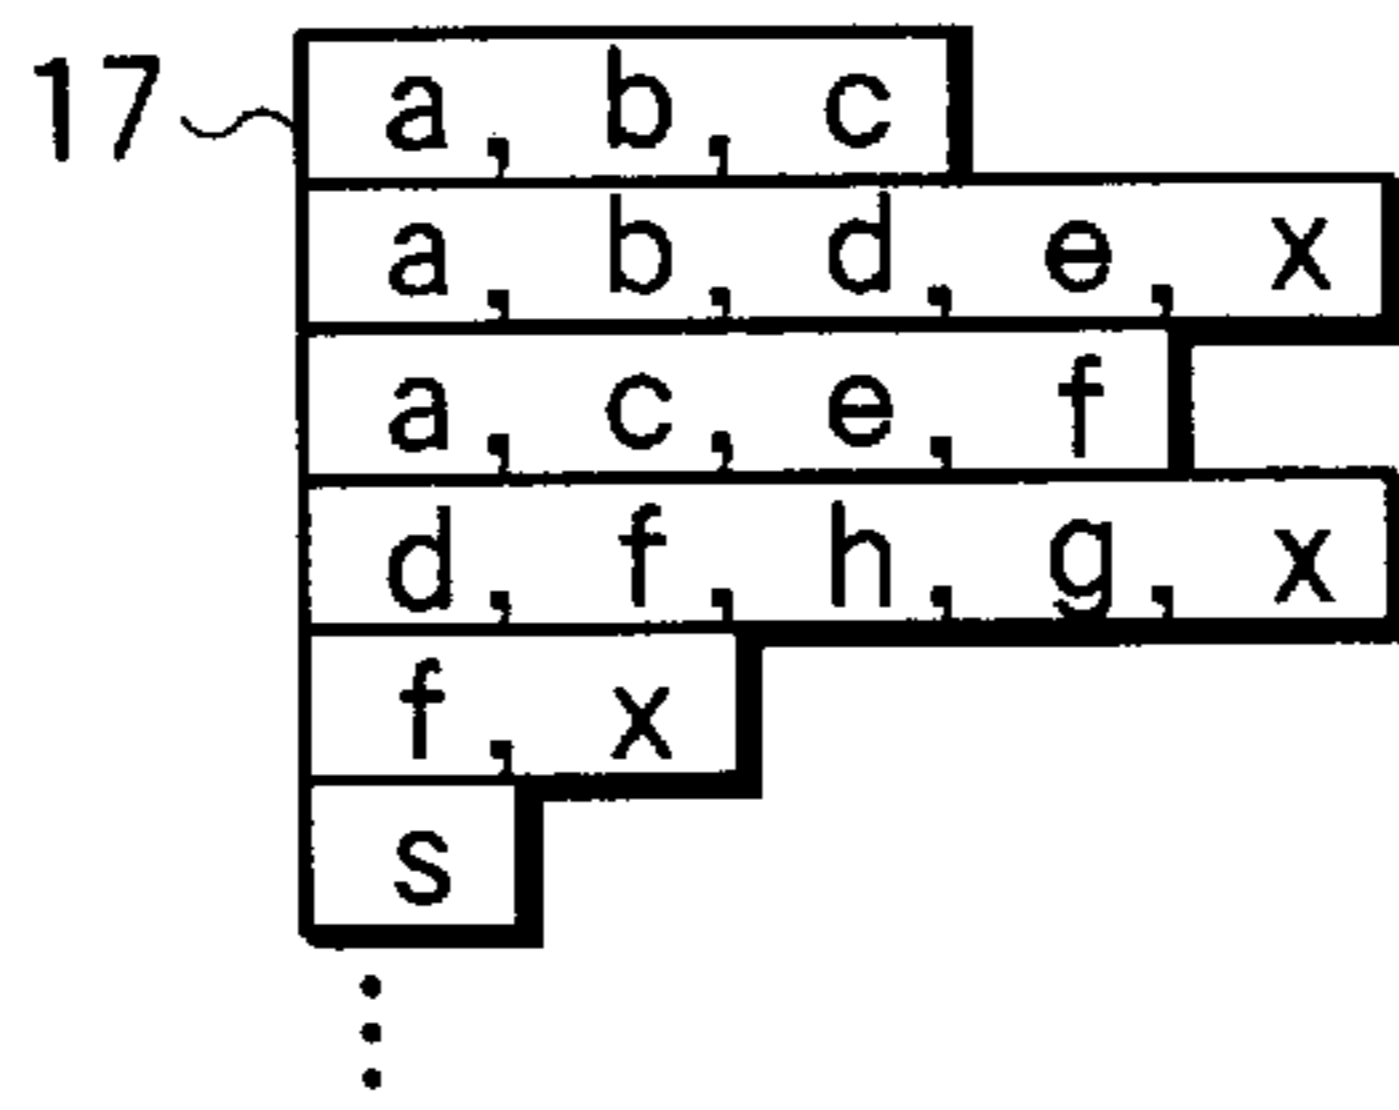 17
a, b, c
a, b, d, e, x
a, c, e, f
d, f, h, g, x
f, x
s